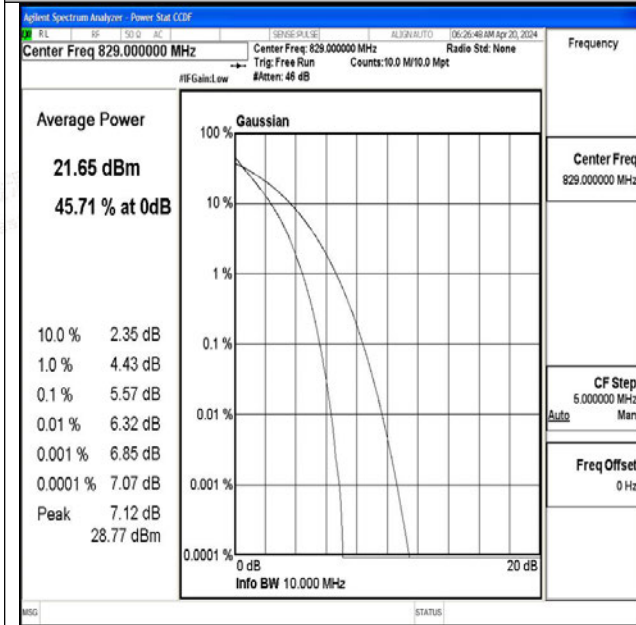 Agilent Spectrum Analyzer - Power Stat CCDF
RL RF 50 Ω AC SENSE:PULSE ALIGN AUTO 06:26:48 AM Apr 20, 2024
Center Freq 829.000000 MHz
Center Freq: 829.000000 MHz Radio Std: None
Trig: Free Run Counts:10.0 M/10.0 Mpt
#IFGain:Low #Atten: 46 dB
Frequency
Average Power
21.65 dBm
45.71 % at 0dB
10.0 % 2.35 dB
1.0 % 4.43 dB
0.1 % 5.57 dB
0.01 % 6.32 dB
0.001 % 6.85 dB
0.0001 % 7.07 dB
Peak 7.12 dB
28.77 dBm
Gaussian
100 %
10 %
1 %
0.1 %
0.01 %
0.001 %
0.0001 %
0 dB 20 dB
Info BW 10.000 MHz
Center Freq
829.000000 MHz
CF Step
5.000000 MHz
Auto Man
Freq Offset
0 Hz
MSG STATUS